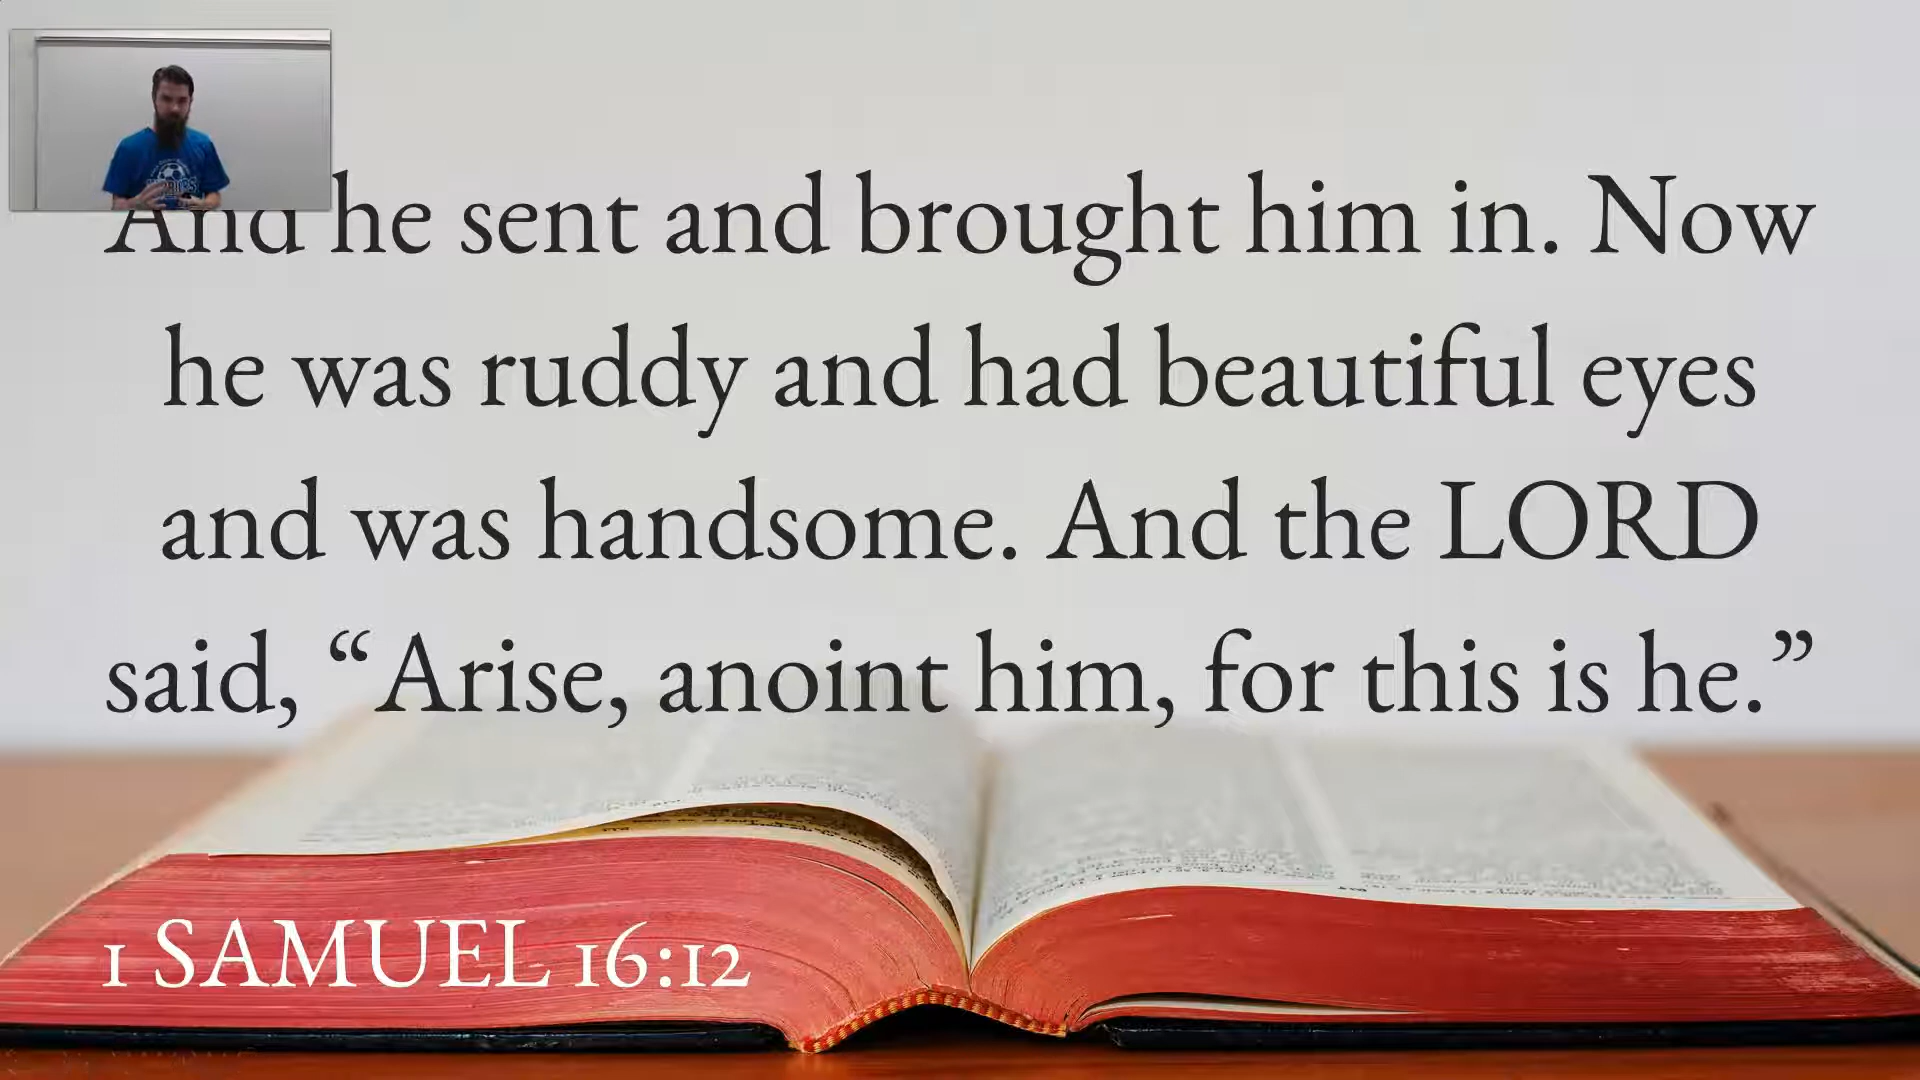 And he sent and brought him in. Now
he was ruddy and had beautiful eyes
and was handsome. And the LORD
said, “Arise, anoint him, for this is he.”
1 SAMUEL 16:12